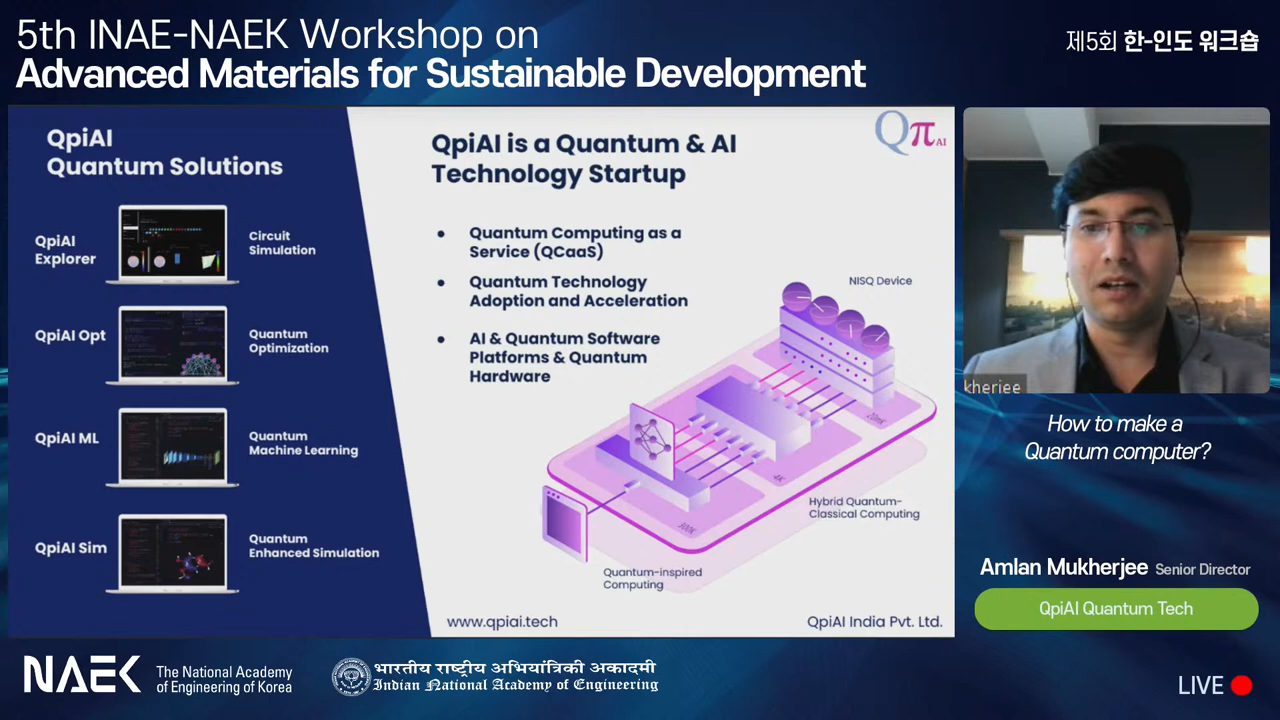 5th INAE-NAEK Workshop on
Advanced Materials for Sustainable Development
제5회 한-인도 워크숍
QpiAI
Quantum Solutions
QpiAI
Explorer
Circuit
Simulation
QpiAI Opt
Quantum
Optimization
QpiAI ML
Quantum
Machine Learning
QpiAI Sim
Quantum
Enhanced Simulation
QπAI
QpiAI is a Quantum & AI
Technology Startup
● Quantum Computing as a
Service (QCaaS)
● Quantum Technology
Adoption and Acceleration
● AI & Quantum Software
Platforms & Quantum
Hardware
NISQ Device
20mK
4K
300K
Hybrid Quantum-
Classical Computing
Quantum-inspired
Computing
www.qpiai.tech
QpiAI India Pvt. Ltd.
kherjee
How to make a
Quantum computer?
Amlan Mukherjee Senior Director
QpiAI Quantum Tech
NAEK
The National Academy
of Engineering of Korea
भारतीय राष्ट्रीय अभियांत्रिकी अकादमी
Indian National Academy of Engineering
LIVE